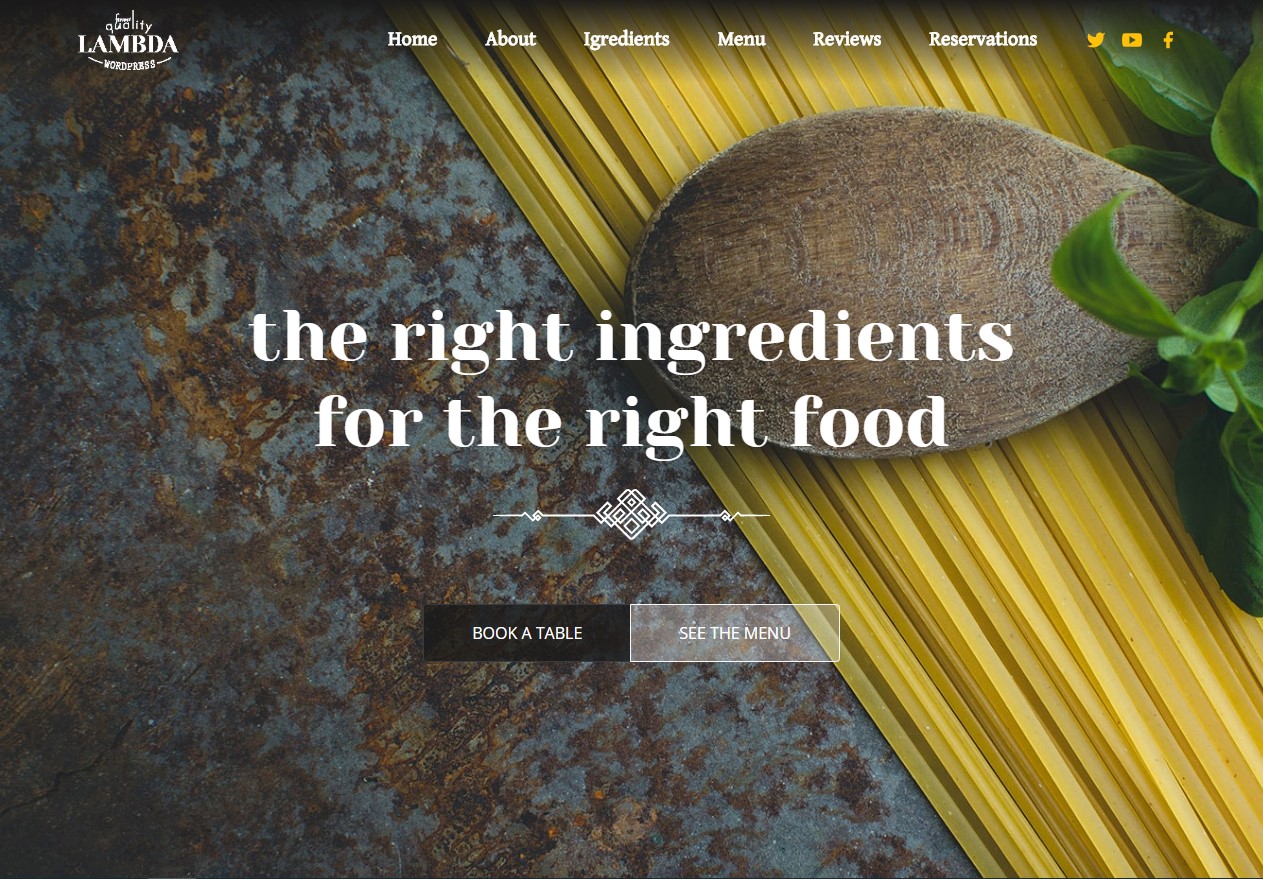 finest
quality
LAMBDA
WORDPRESS
Home About Igredients Menu Reviews Reservations
the right ingredients
for the right food
BOOK A TABLE SEE THE MENU